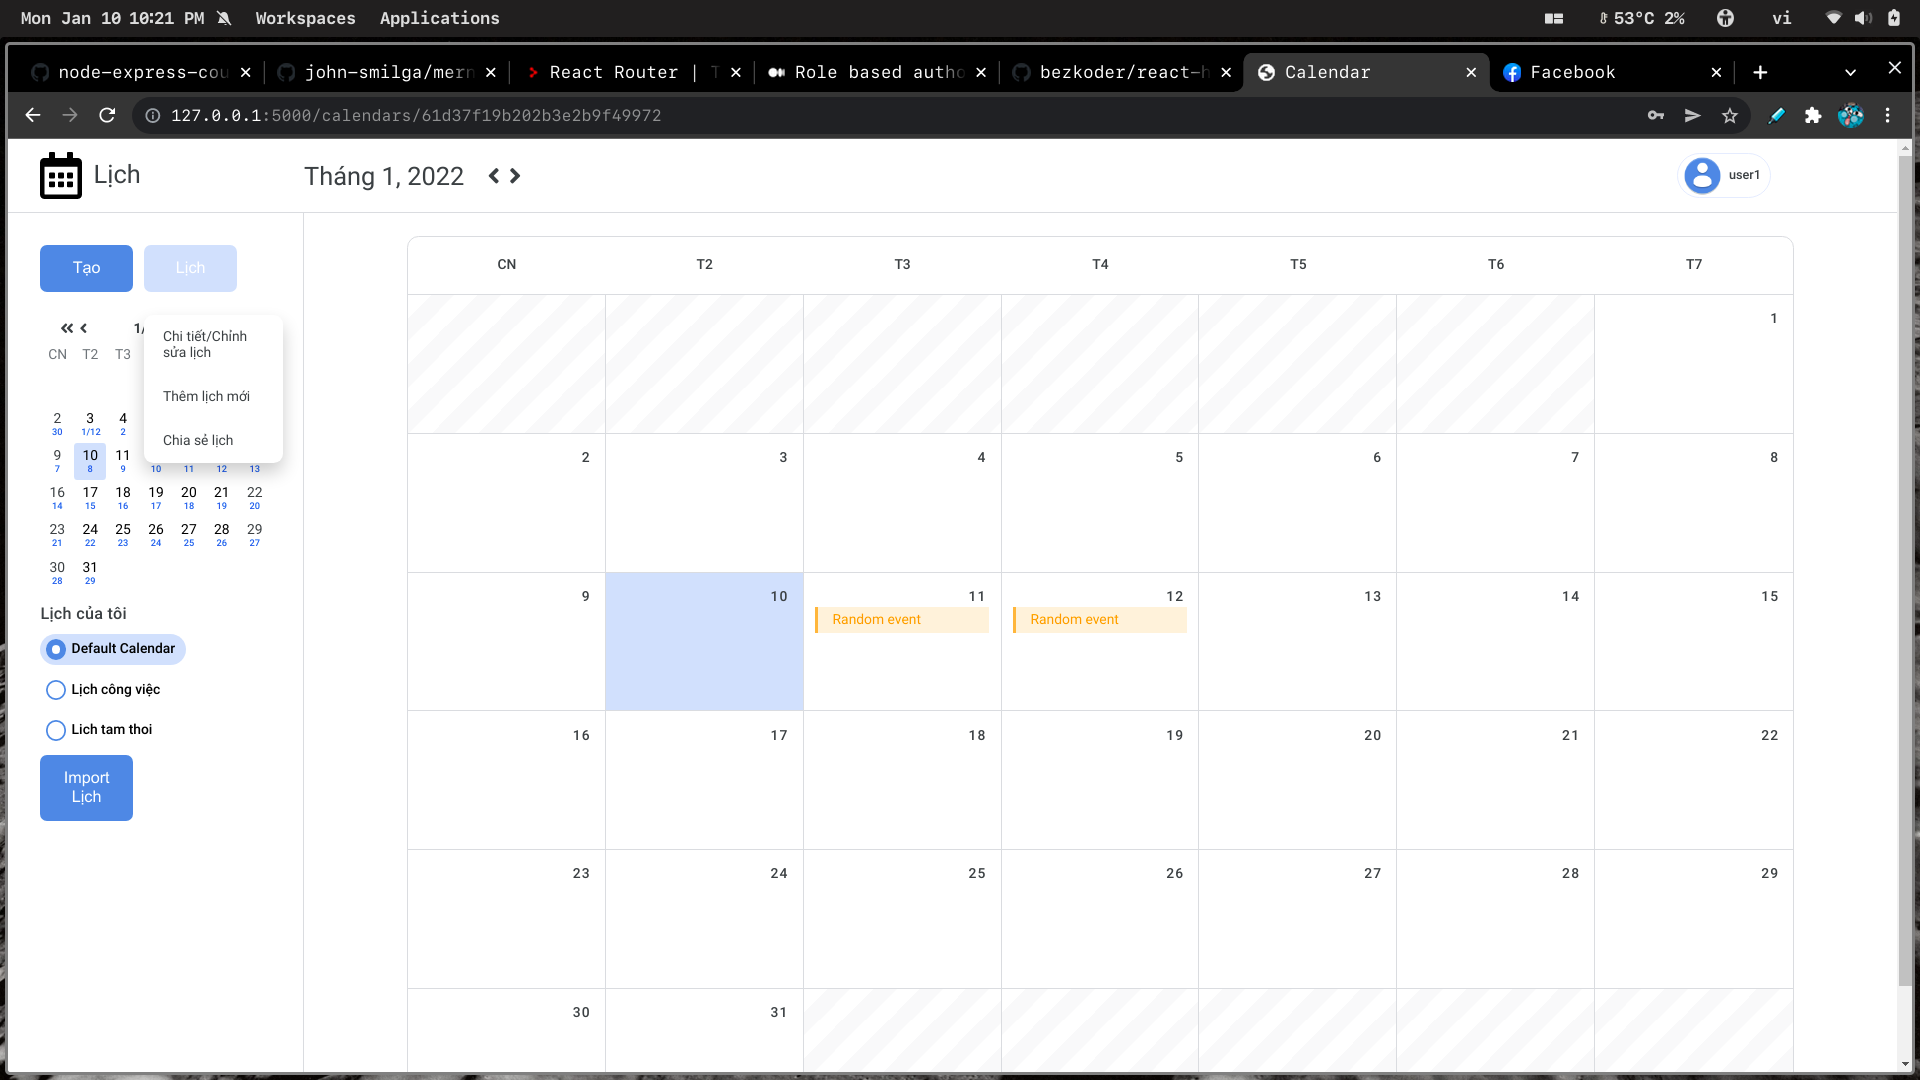 Mon Jan 10 10:21 PM Workspaces Applications 53°C 2% vi
node-express-cou john-smilga/mern React Router | T Role based autho bezkoder/react-h Calendar Facebook
127.0.0.1:5000/calendars/61d37f19b202b3e2b9f49972
Lịch Tháng 1, 2022 user1
Tạo Lịch
1/
CN T2 T3
Chi tiết/Chỉnh
sửa lịch
Thêm lịch mới
Chia sẻ lịch
2 3 4
30 1/12 2
9 10 11
7 8 9 10 11 12 13
16 17 18 19 20 21 22
14 15 16 17 18 19 20
23 24 25 26 27 28 29
21 22 23 24 25 26 27
30 31
28 29
Lịch của tôi
Default Calendar
Lịch công việc
Lich tam thoi
Import
Lịch
CN T2 T3 T4 T5 T6 T7
1
2 3 4 5 6 7 8
9 10 11 12 13 14 15
Random event Random event
16 17 18 19 20 21 22
23 24 25 26 27 28 29
30 31